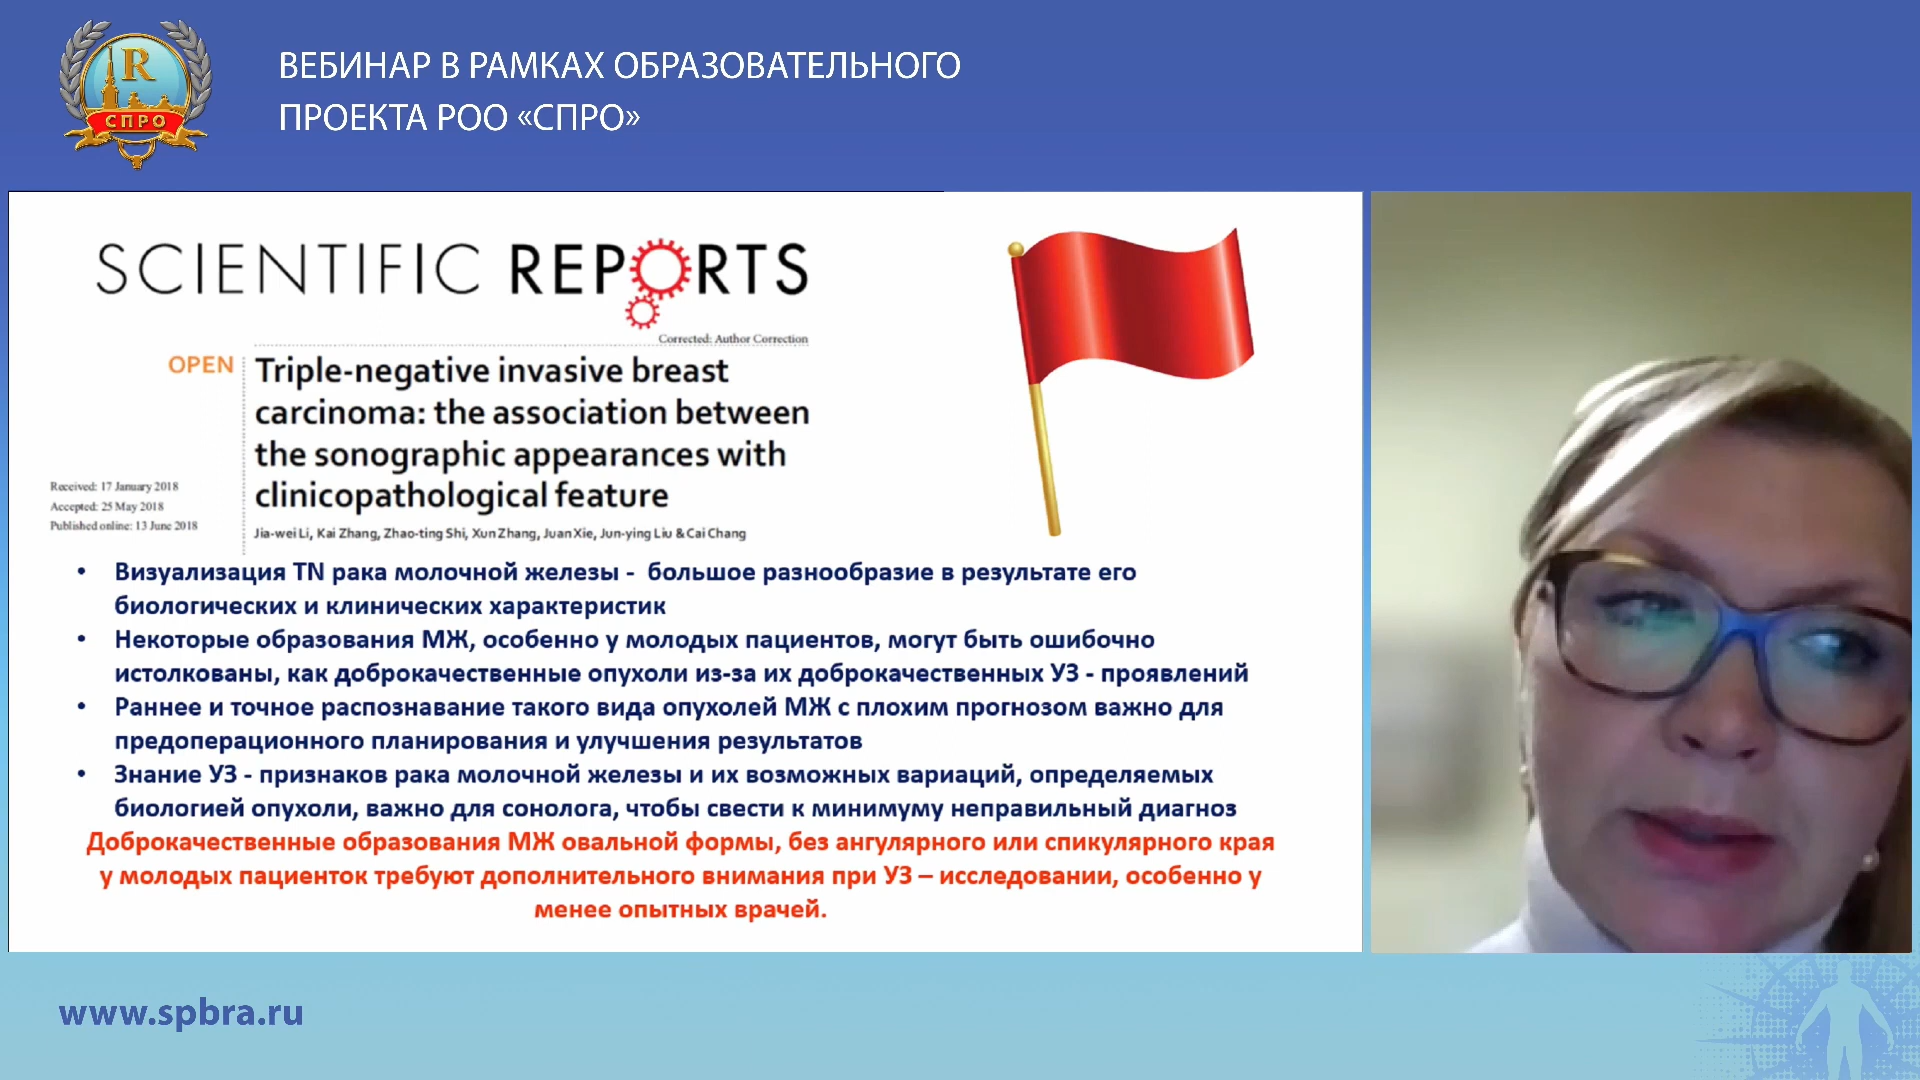 R
СПРО
ВЕБИНАР В РАМКАХ ОБРАЗОВАТЕЛЬНОГО
ПРОЕКТА РОО «СПРО»
SCIENTIFIC REPORTS
Corrected: Author Correction
OPEN
Triple-negative invasive breast
carcinoma: the association between
the sonographic appearances with
clinicopathological feature
Received: 17 January 2018
Accepted: 25 May 2018
Published online: 13 June 2018
Jia-wei Li, Kai Zhang, Zhao-ting Shi, Xun Zhang, Juan Xie, Jun-ying Liu & Cai Chang
• Визуализация TN рака молочной железы - большое разнообразие в результате его
биологических и клинических характеристик
• Некоторые образования МЖ, особенно у молодых пациентов, могут быть ошибочно
истолкованы, как доброкачественные опухоли из-за их доброкачественных УЗ - проявлений
• Раннее и точное распознавание такого вида опухолей МЖ с плохим прогнозом важно для
предоперационного планирования и улучшения результатов
• Знание УЗ - признаков рака молочной железы и их возможных вариаций, определяемых
биологией опухоли, важно для сонолога, чтобы свести к минимуму неправильный диагноз
Доброкачественные образования МЖ овальной формы, без ангулярного или спикулярного края
у молодых пациенток требуют дополнительного внимания при УЗ – исследовании, особенно у
менее опытных врачей.
www.spbra.ru